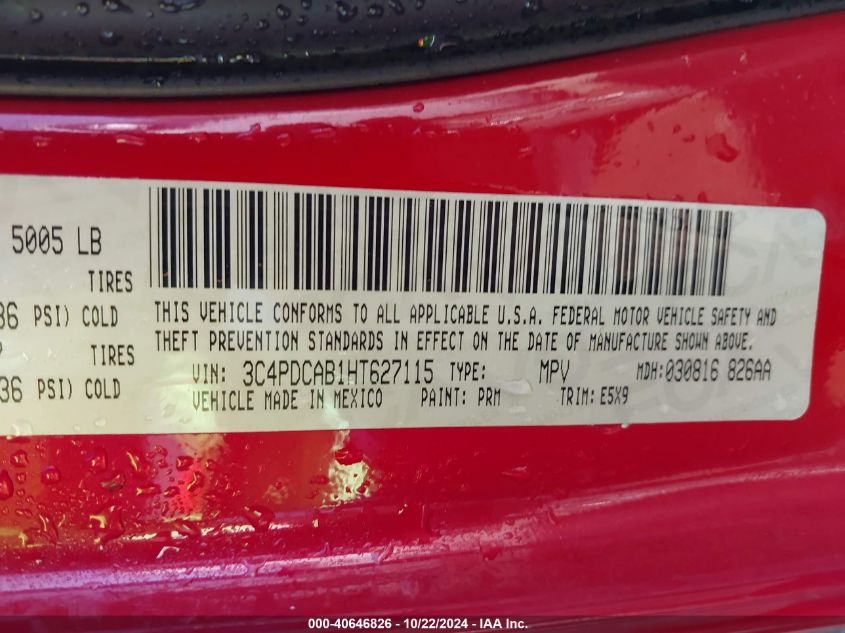 5005 LB
TIRES
36 PSI) COLD
TIRES
36 PSI) COLD
THIS VEHICLE CONFORMS TO ALL APPLICABLE U.S.A. FEDERAL MOTOR VEHICLE SAFETY AND
THEFT PREVENTION STANDARDS IN EFFECT ON THE DATE OF MANUFACTURE SHOWN ABOVE.
VIN: 3C4PDCAB1HT627115 TYPE: MPV MDH:030816 826AA
VEHICLE MADE IN MEXICO PAINT: PRM TRIM: E5X9
000-40646826 - 10/22/2024 - IAA Inc.